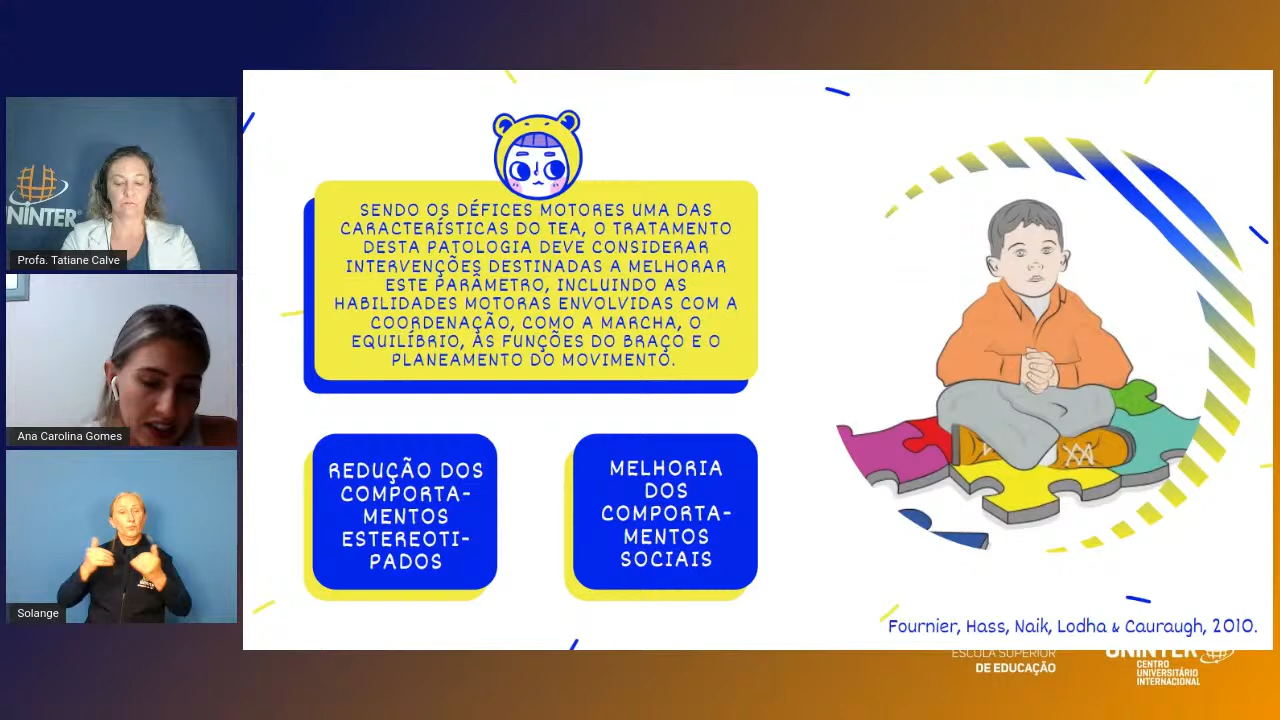 UNINTER
Profa. Tatiane Calve
Ana Carolina Gomes
Solange
SENDO OS DÉFICES MOTORES UMA DAS
CARACTERÍSTICAS DO TEA, O TRATAMENTO
DESTA PATOLOGIA DEVE CONSIDERAR
INTERVENÇÕES DESTINADAS A MELHORAR
ESTE PARÂMETRO, INCLUINDO AS
HABILIDADES MOTORAS ENVOLVIDAS COM A
COORDENAÇÃO, COMO A MARCHA, O
EQUILÍBRIO, AS FUNÇÕES DO BRAÇO E O
PLANEAMENTO DO MOVIMENTO.
REDUÇÃO DOS
COMPORTA-
MENTOS
ESTEREOTI-
PADOS
MELHORIA
DOS
COMPORTA-
MENTOS
SOCIAIS
Fournier, Hass, Naik, Lodha & Cauraugh, 2010.
ESCOLA SUPERIOR
DE EDUCAÇÃO
UNINTER
CENTRO
UNIVERSITÁRIO
INTERNACIONAL